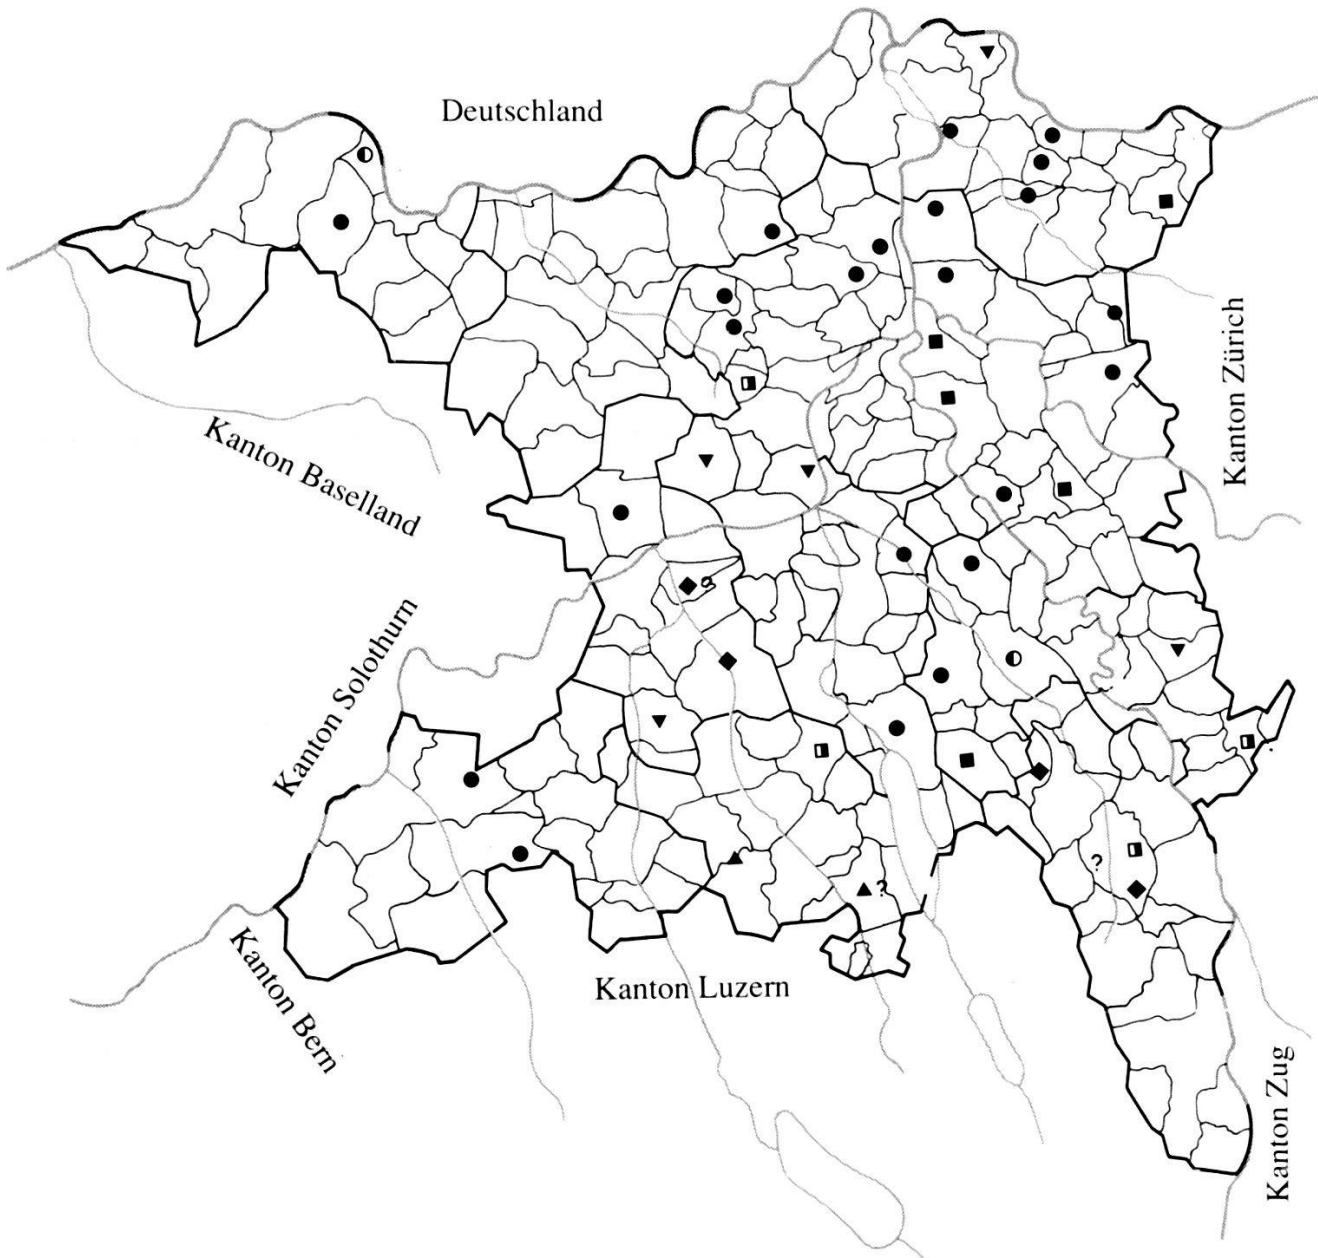 Deutschland
Kanton Zürich
Kanton Baselland
Kanton Solothurn
?
?
Kanton Bern
Kanton Luzern
Kanton Zug